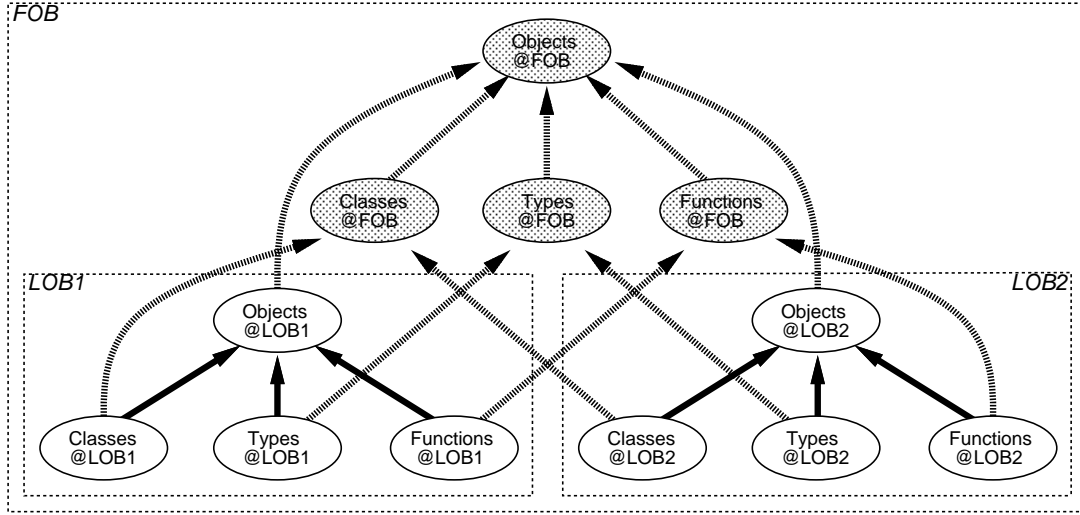 FOB
Objects
@FOB
Classes
@FOB
Types
@FOB
Functions
@FOB
LOB1
LOB2
Objects
@LOB1
Objects
@LOB2
Classes
@LOB1
Types
@LOB1
Functions
@LOB1
Classes
@LOB2
Types
@LOB2
Functions
@LOB2